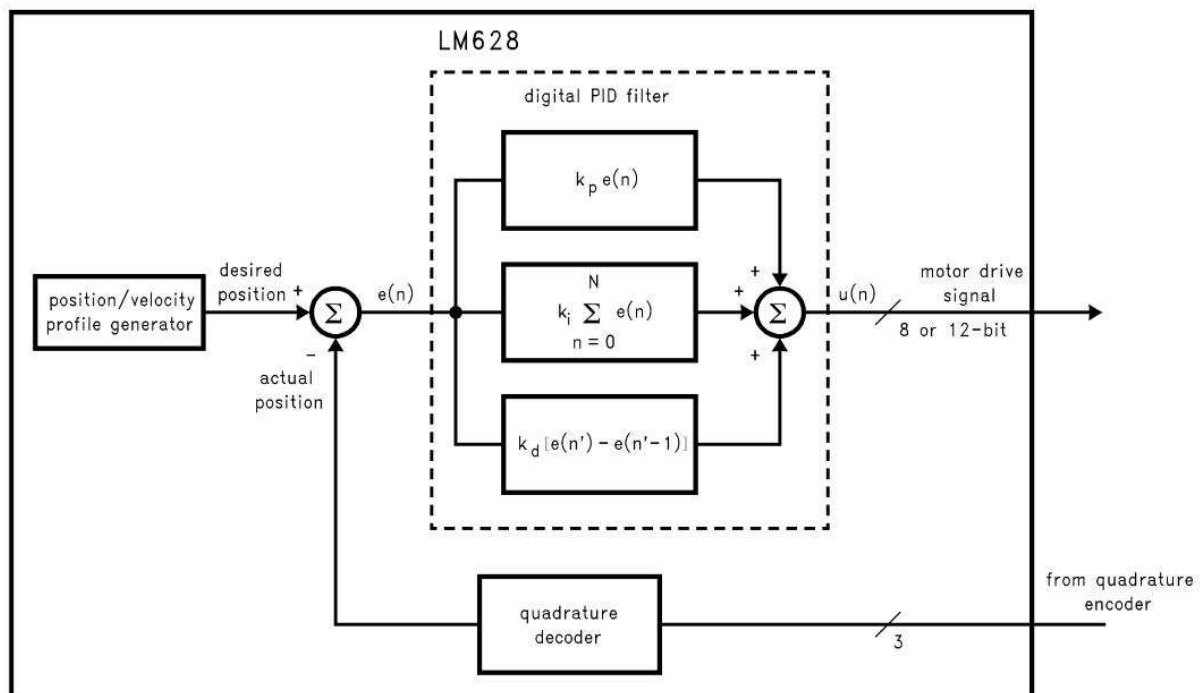 LM628
digital PID filter
k_p e(n)
position/velocity
profile generator
desired
position
+
Σ
-
actual
position
e(n)
N
k_i Σ e(n)
n = 0
k_d [e(n') - e(n'-1)]
+
+
+
Σ
u(n)
motor drive
signal
8 or 12-bit
quadrature
decoder
3
from quadrature
encoder